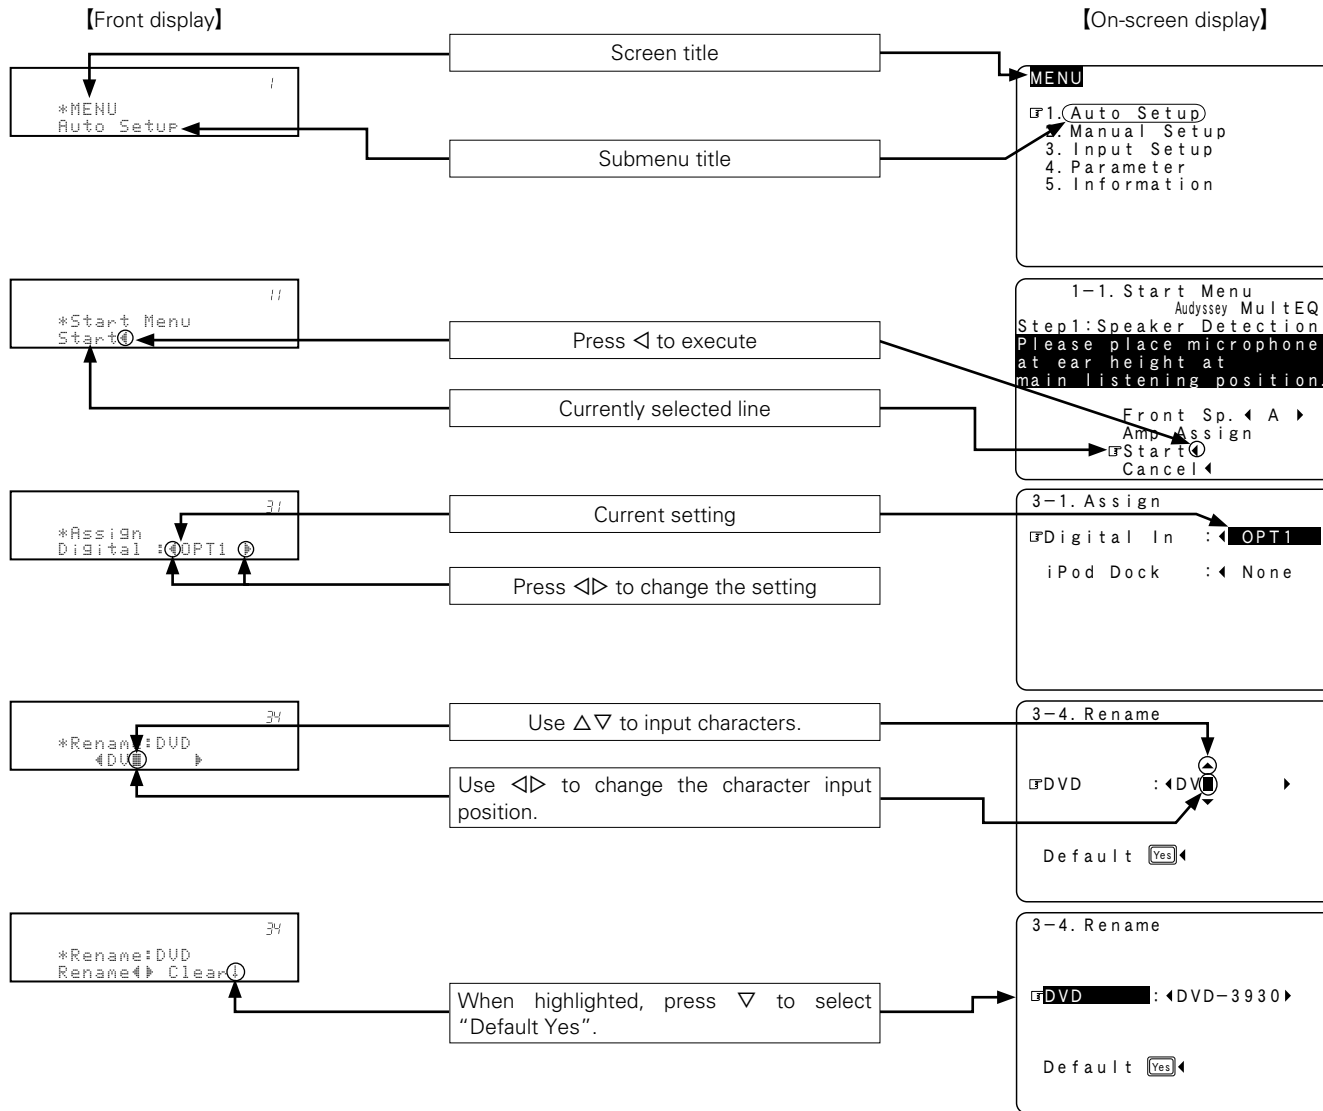 【Front display】
【On-screen display】
Screen title
1
*MENU
Auto Setup
Submenu title
MENU
☞1. Auto Setup
2. Manual Setup
3. Input Setup
4. Parameter
5. Information
11
*Start Menu
Start◀
Press ◁ to execute
Currently selected line
1-1. Start Menu
Audyssey MultEQ
Step1:Speaker Detection
Please place microphone
at ear height at
main listening position.
Front Sp. ◀ A ▶
Amp Assign
☞Start◀
Cancel◀
31
*Assign
Digital :◀OPT1 ▶
Current setting
Press ◁▷ to change the setting
3-1. Assign
☞Digital In :◀ OPT1
iPod Dock :◀ None
34
*Rename:DVD
◀DV■ ▶
Use △▽ to input characters.
Use ◁▷ to change the character input
position.
3-4. Rename
☞DVD :◀DV■ ▶
Default Yes◀
34
*Rename:DVD
Rename◀▶ Clear↓
When highlighted, press ▽ to select
“Default Yes”.
3-4. Rename
☞DVD :◀DVD-3930▶
Default Yes◀